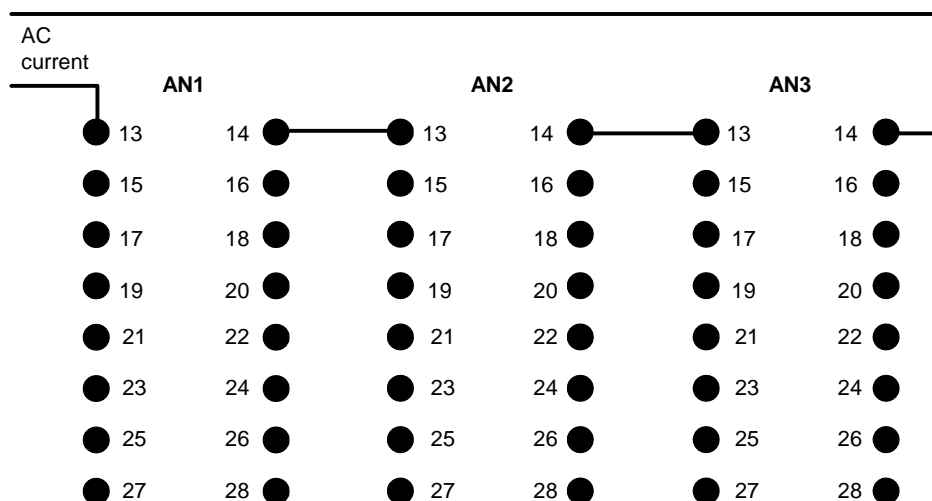 AC
current
AN1 AN2 AN3
13 14 13 14 13 14
15 16 15 16 15 16
17 18 17 18 17 18
19 20 19 20 19 20
21 22 21 22 21 22
23 24 23 24 23 24
25 26 25 26 25 26
27 28 27 28 27 28